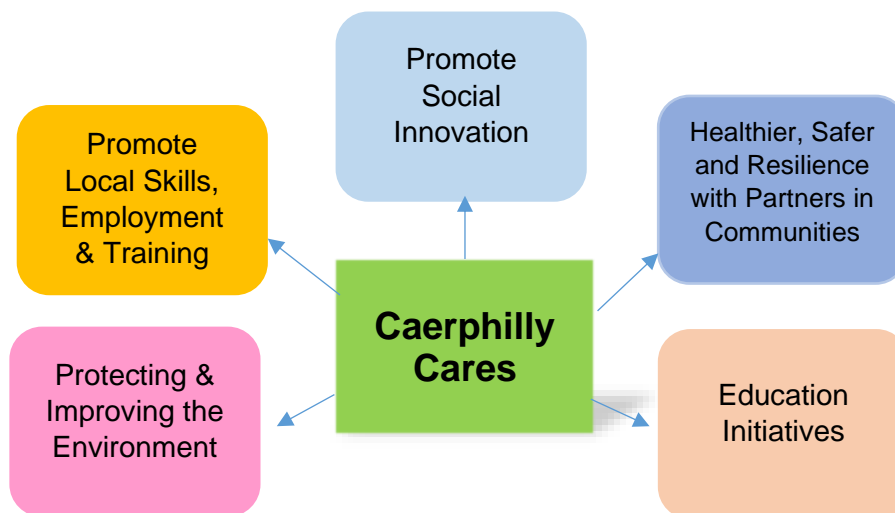 Promote
Social
Innovation
Promote
Local Skills,
Employment
& Training
Healthier, Safer
and Resilience
with Partners in
Communities
Caerphilly
Cares
Protecting &
Improving the
Environment
Education
Initiatives